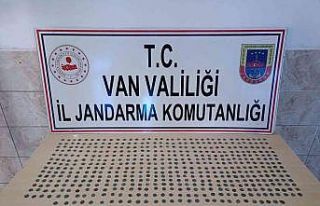 T.C.
VAN VALİLİĞİ
İL JANDARMA KOMUTANLIĞI